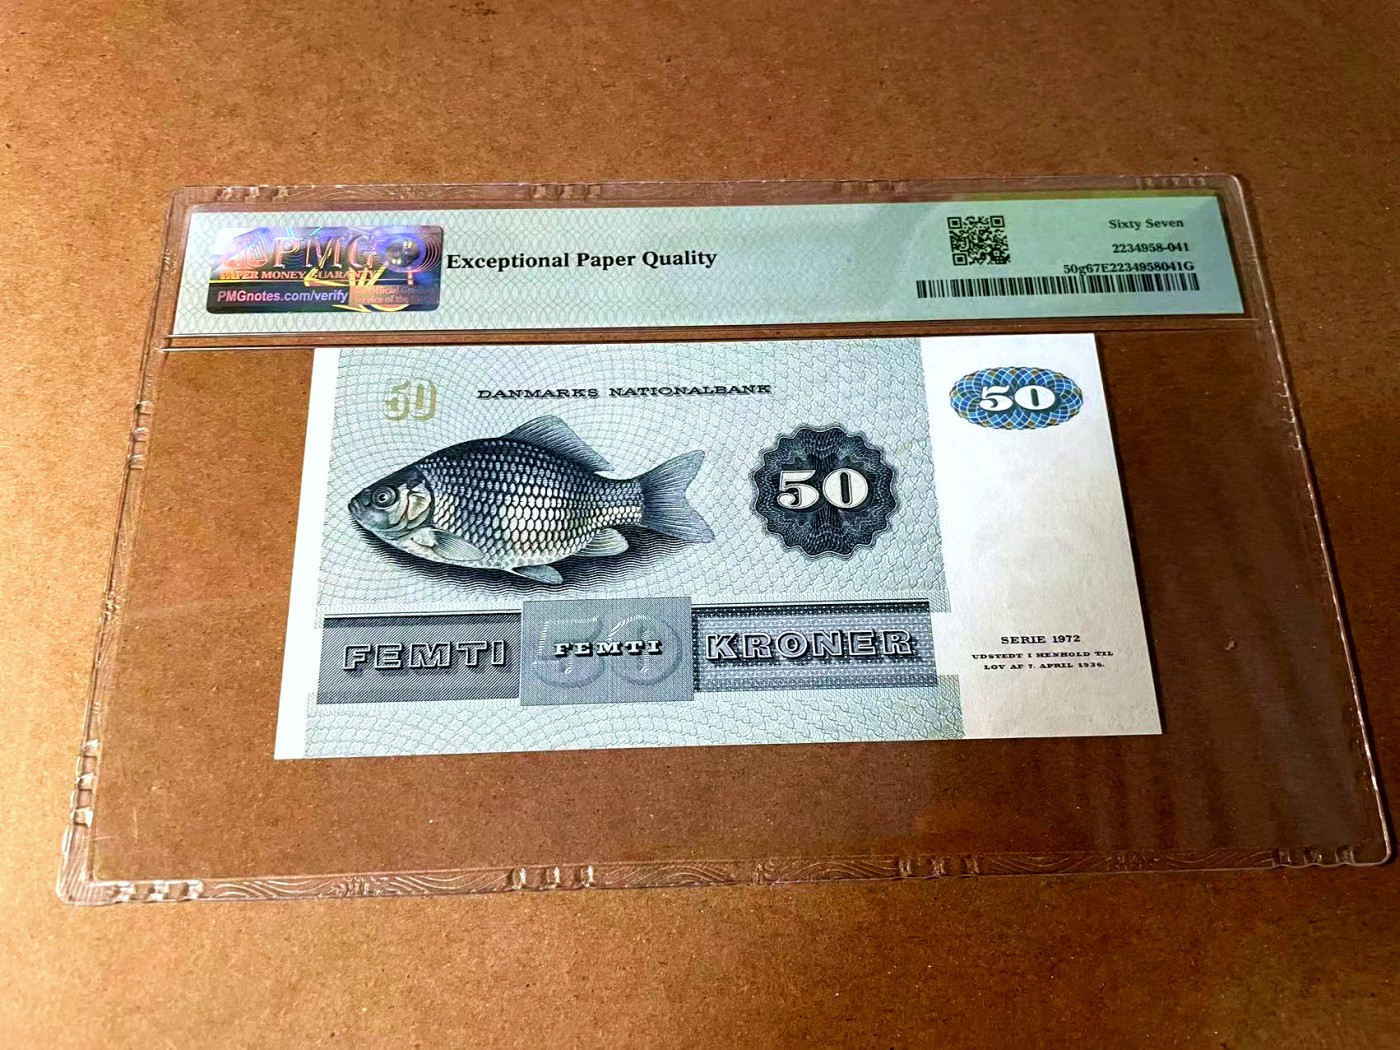 PMG
PAPER MONEY GUARANTY
PMGnotes.com/verify
Exceptional Paper Quality
Sixty Seven
2234958-041
50g67E2234958041G
50
DANMARKS NATIONALBANK
50
50
FEMTI
50
FEMTI
KRONER
SERIE 1972
UDSTEDT I HENHOLD TIL
LOV AF 7. APRIL 1936.